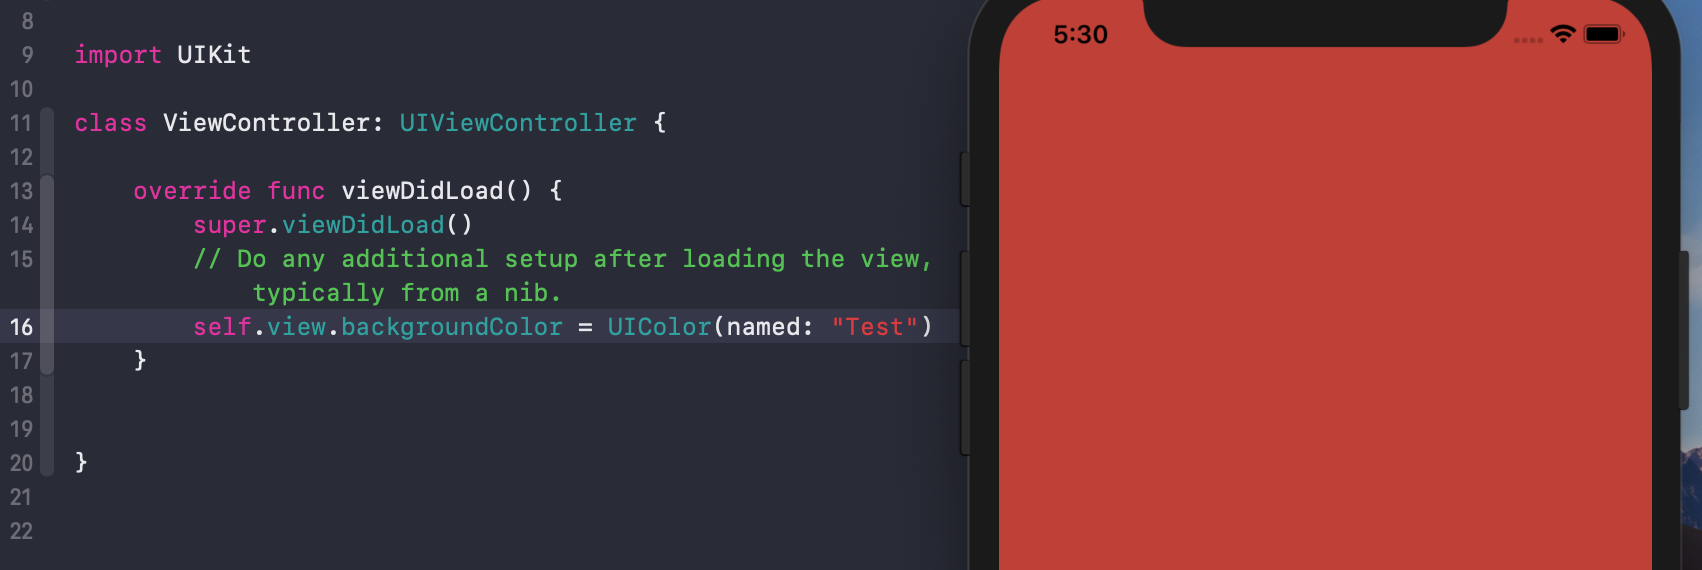 8
9 import UIKit
10
11 class ViewController: UIViewController {
12
13 override func viewDidLoad() {
14 super.viewDidLoad()
15 // Do any additional setup after loading the view,
typically from a nib.
16 self.view.backgroundColor = UIColor(named: "Test")
17 }
18
19
20 }
21
22
5:30